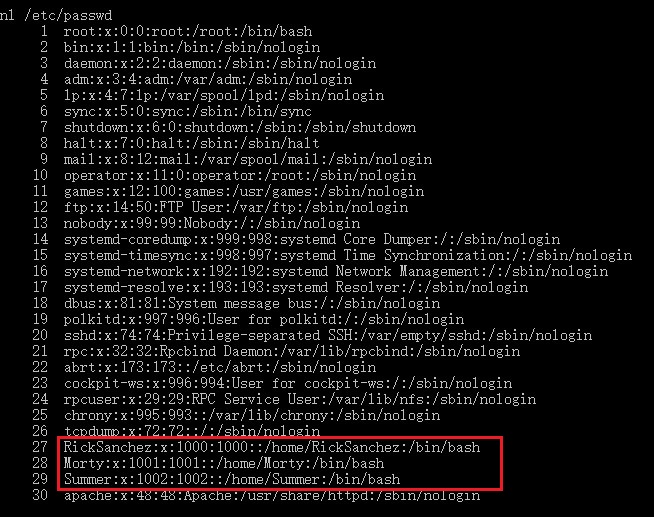 nl /etc/passwd
1 root:x:0:0:root:/root:/bin/bash
2 bin:x:1:1:bin:/bin:/sbin/nologin
3 daemon:x:2:2:daemon:/sbin:/sbin/nologin
4 adm:x:3:4:adm:/var/adm:/sbin/nologin
5 lp:x:4:7:lp:/var/spool/lpd:/sbin/nologin
6 sync:x:5:0:sync:/sbin:/bin/sync
7 shutdown:x:6:0:shutdown:/sbin:/sbin/shutdown
8 halt:x:7:0:halt:/sbin:/sbin/halt
9 mail:x:8:12:mail:/var/spool/mail:/sbin/nologin
10 operator:x:11:0:operator:/root:/sbin/nologin
11 games:x:12:100:games:/usr/games:/sbin/nologin
12 ftp:x:14:50:FTP User:/var/ftp:/sbin/nologin
13 nobody:x:99:99:Nobody:/:/sbin/nologin
14 systemd-coredump:x:999:998:systemd Core Dumper:/:/sbin/nologin
15 systemd-timesync:x:998:997:systemd Time Synchronization:/:/sbin/nologin
16 systemd-network:x:192:192:systemd Network Management:/:/sbin/nologin
17 systemd-resolve:x:193:193:systemd Resolver:/:/sbin/nologin
18 dbus:x:81:81:System message bus:/:/sbin/nologin
19 polkitd:x:997:996:User for polkitd:/:/sbin/nologin
20 sshd:x:74:74:Privilege-separated SSH:/var/empty/sshd:/sbin/nologin
21 rpc:x:32:32:Rpcbind Daemon:/var/lib/rpcbind:/sbin/nologin
22 abrt:x:173:173::/etc/abrt:/sbin/nologin
23 cockpit-ws:x:996:994:User for cockpit-ws:/:/sbin/nologin
24 rpcuser:x:29:29:RPC Service User:/var/lib/nfs:/sbin/nologin
25 chrony:x:995:993::/var/lib/chrony:/sbin/nologin
26 tcpdump:x:72:72::/:/sbin/nologin
27 RickSanchez:x:1000:1000::/home/RickSanchez:/bin/bash
28 Morty:x:1001:1001::/home/Morty:/bin/bash
29 Summer:x:1002:1002::/home/Summer:/bin/bash
30 apache:x:48:48:Apache:/usr/share/httpd:/sbin/nologin